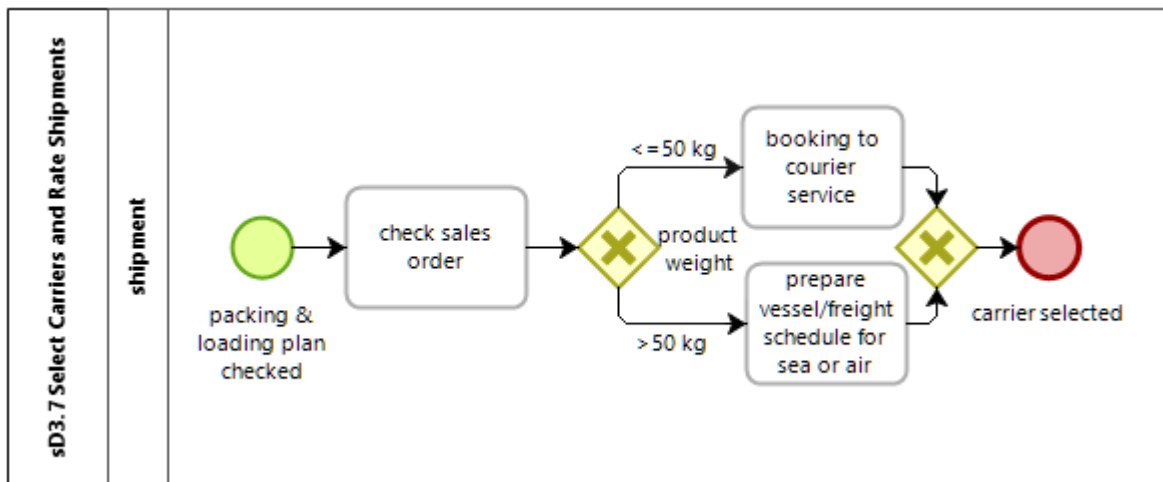 sD3.7 Select Carriers and Rate Shipments
shipment
packing &
loading plan
checked
check sales
order
product
weight
<=50 kg
>50 kg
booking to
courier
service
prepare
vessel/freight
schedule for
sea or air
carrier selected